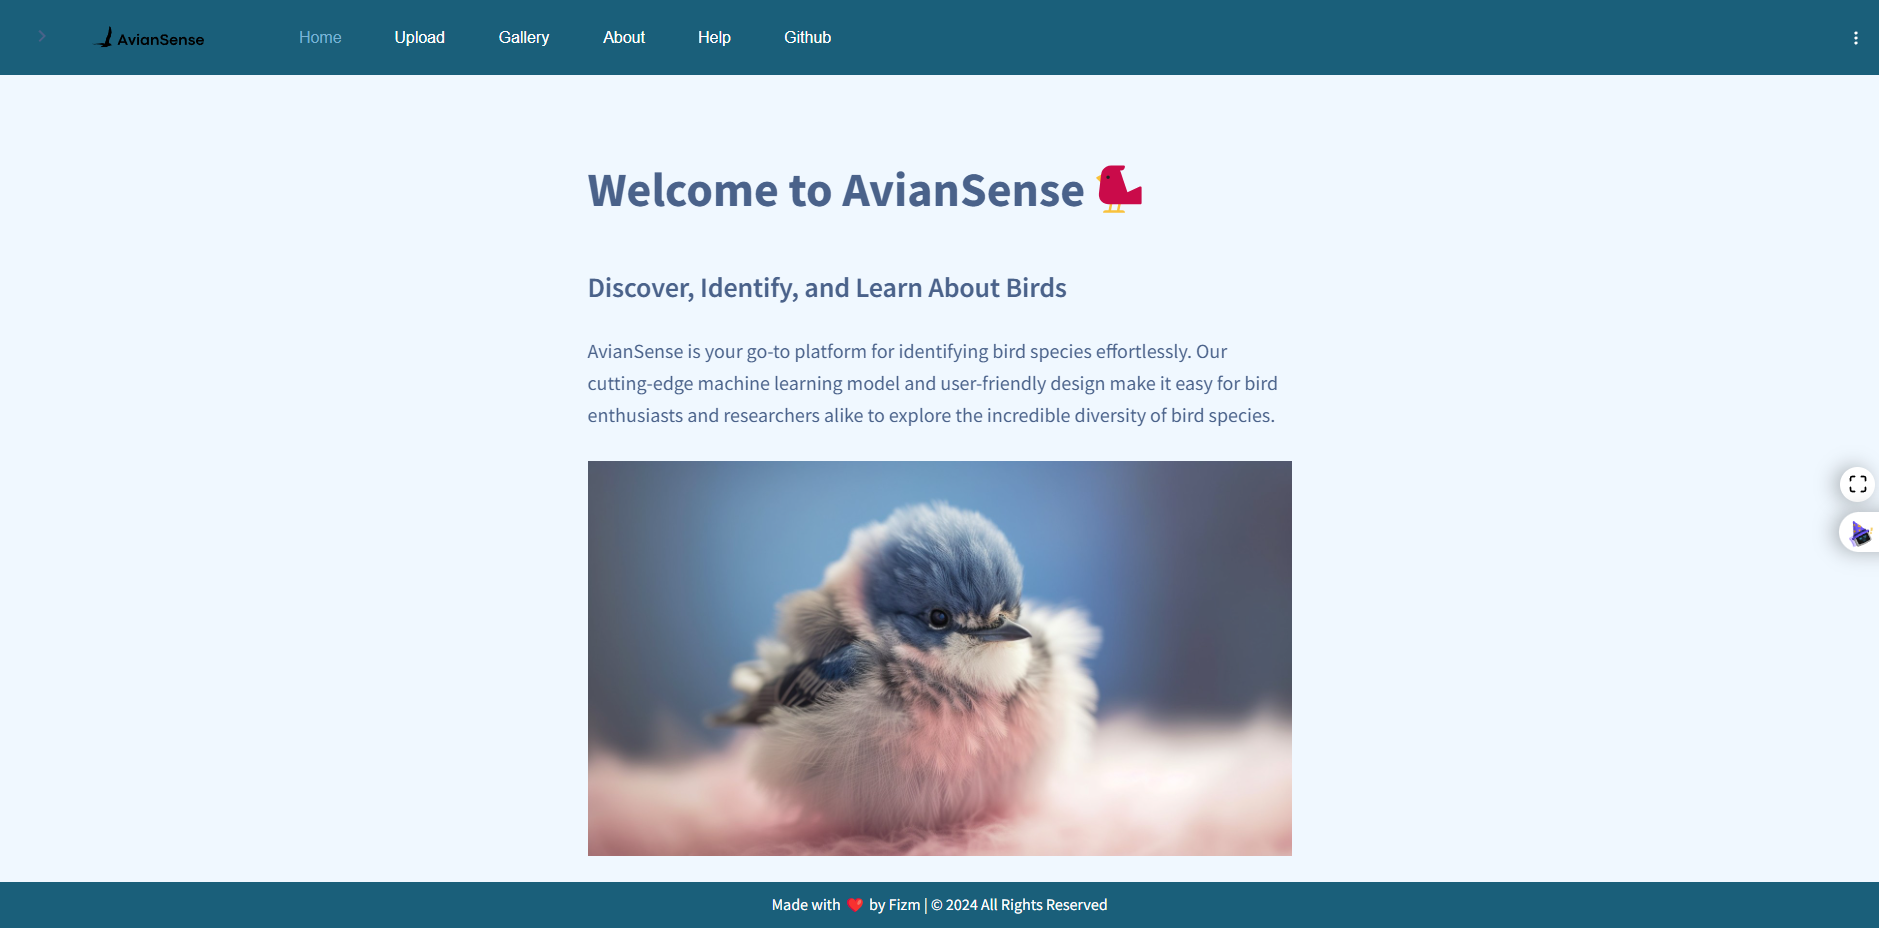 AvianSense
Home
Upload
Gallery
About
Help
Github
Welcome to AvianSense
Discover, Identify, and Learn About Birds
AvianSense is your go-to platform for identifying bird species effortlessly. Our
cutting-edge machine learning model and user-friendly design make it easy for bird
enthusiasts and researchers alike to explore the incredible diversity of bird species.
Made with ❤️ by Fizm | © 2024 All Rights Reserved